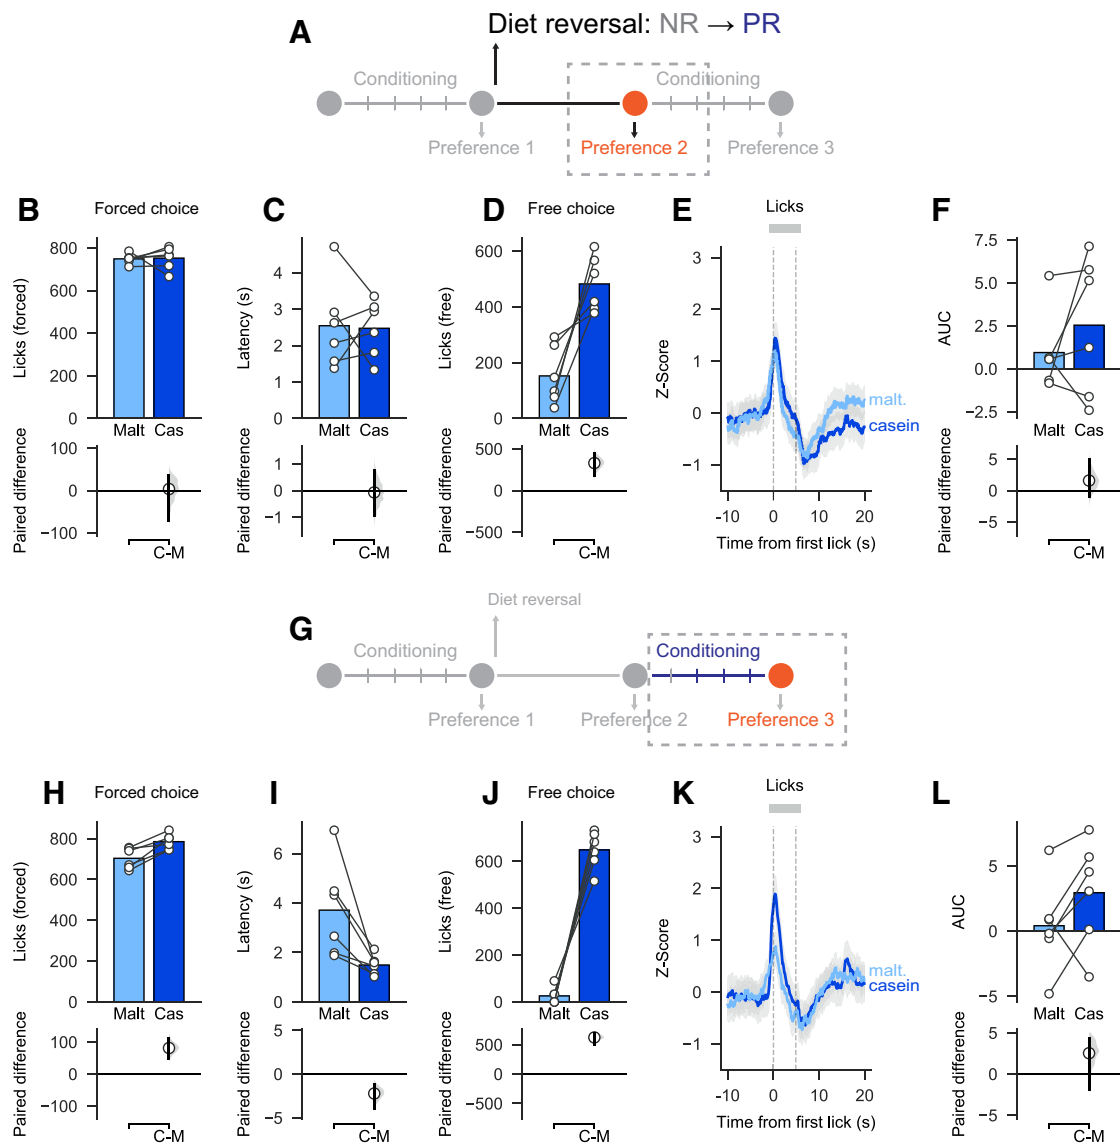 A
Diet reversal: NR → PR
Conditioning
Conditioning
Preference 1
Preference 2
Preference 3
B
Forced choice
Licks (forced)
800
600
400
200
0
Malt Cas
Paired difference
100
0
−100
C-M
C
Latency (s)
4
3
2
1
0
Malt Cas
Paired difference
1
0
−1
C-M
D
Free choice
Licks (free)
600
400
200
0
Malt Cas
Paired difference
500
0
−500
C-M
E
Licks
Z-Score
3
2
1
0
−1
malt.
casein
−10 0 10 20
Time from first lick (s)
F
AUC
7.5
5.0
2.5
0.0
−2.5
Malt Cas
Paired difference
5
0
−5
C-M
G
Diet reversal
Conditioning
Conditioning
Preference 1
Preference 2
Preference 3
H
Forced choice
Licks (forced)
800
600
400
200
0
Malt Cas
Paired difference
100
0
−100
C-M
I
Latency (s)
6
4
2
0
Malt Cas
Paired difference
5
0
−5
C-M
J
Free choice
Licks (free)
600
400
200
0
Malt Cas
Paired difference
500
0
−500
C-M
K
Licks
Z-Score
3
2
1
0
−1
malt.
casein
−10 0 10 20
Time from first lick (s)
L
AUC
5
0
−5
Malt Cas
Paired difference
5
0
−5
C-M